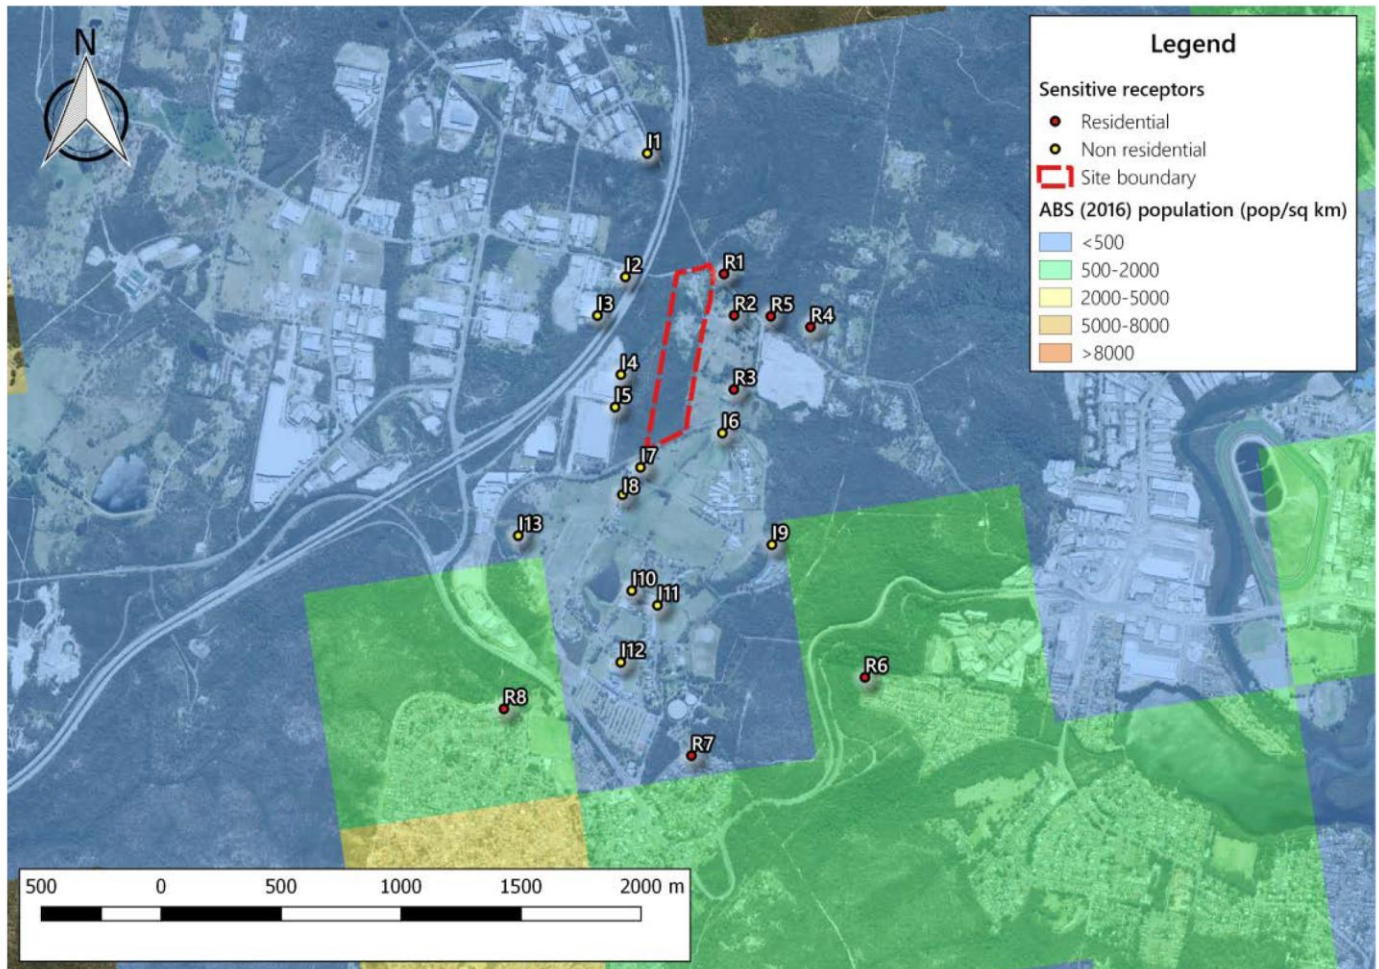 N
Legend
Sensitive receptors
Residential
Non residential
Site boundary
ABS (2016) population (pop/sq km)
<500
500-2000
2000-5000
5000-8000
>8000
I1
I2
R1
I3
R2
R5
R4
I4
R3
I5
I6
I7
I8
I13
I9
I10
I11
I12
R6
R8
R7
500 0 500 1000 1500 2000 m